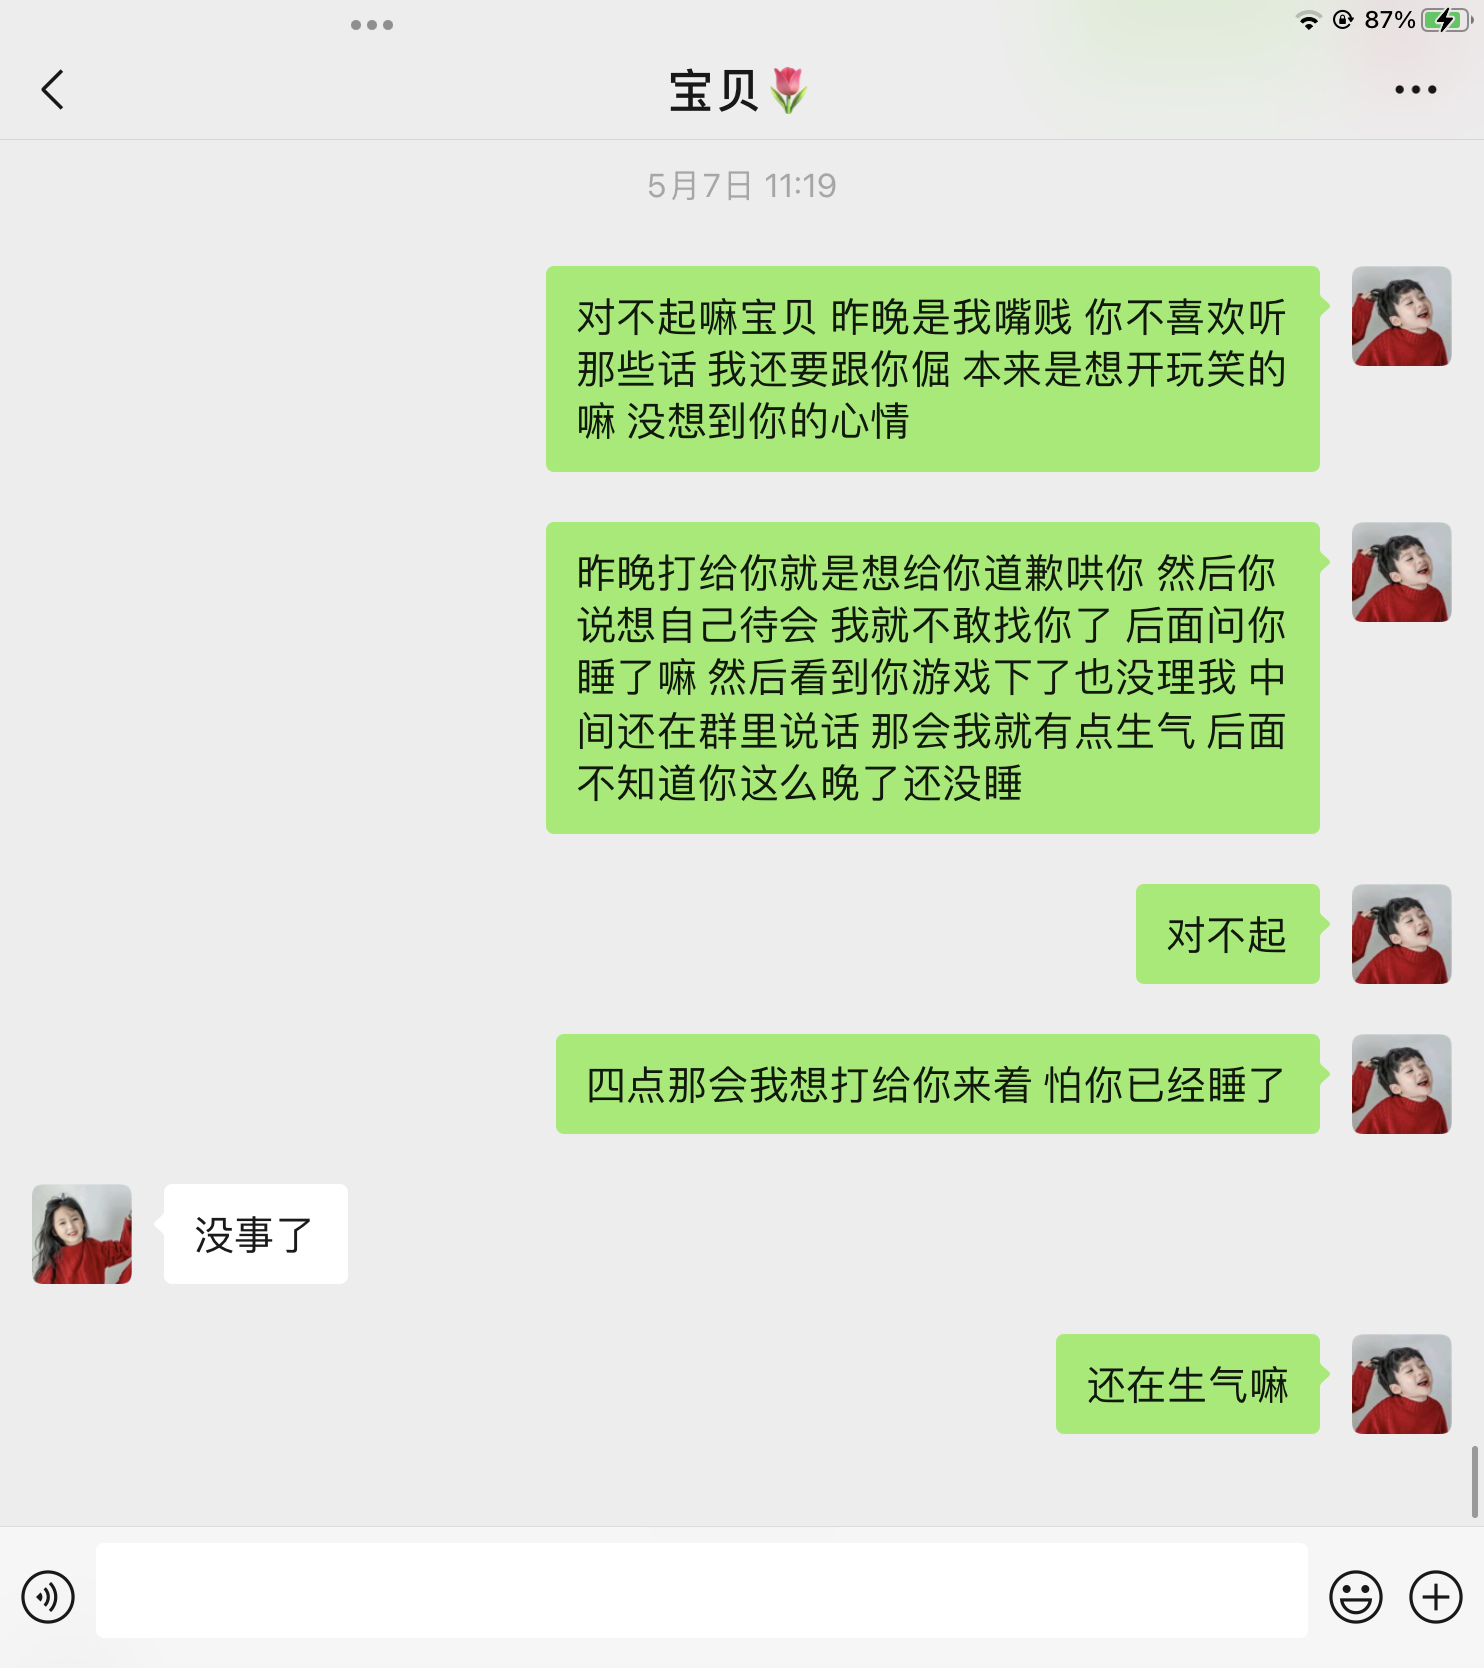 87%
宝贝🌷
5月7日 11:19
对不起嘛宝贝 昨晚是我嘴贱 你不喜欢听
那些话 我还要跟你倔 本来是想开玩笑的
嘛 没想到你的心情
昨晚打给你就是想给你道歉哄你 然后你
说想自己待会 我就不敢找你了 后面问你
睡了嘛 然后看到你游戏下了也没理我 中
间还在群里说话 那会我就有点生气 后面
不知道你这么晚了还没睡
对不起
四点那会我想打给你来着 怕你已经睡了
没事了
还在生气嘛